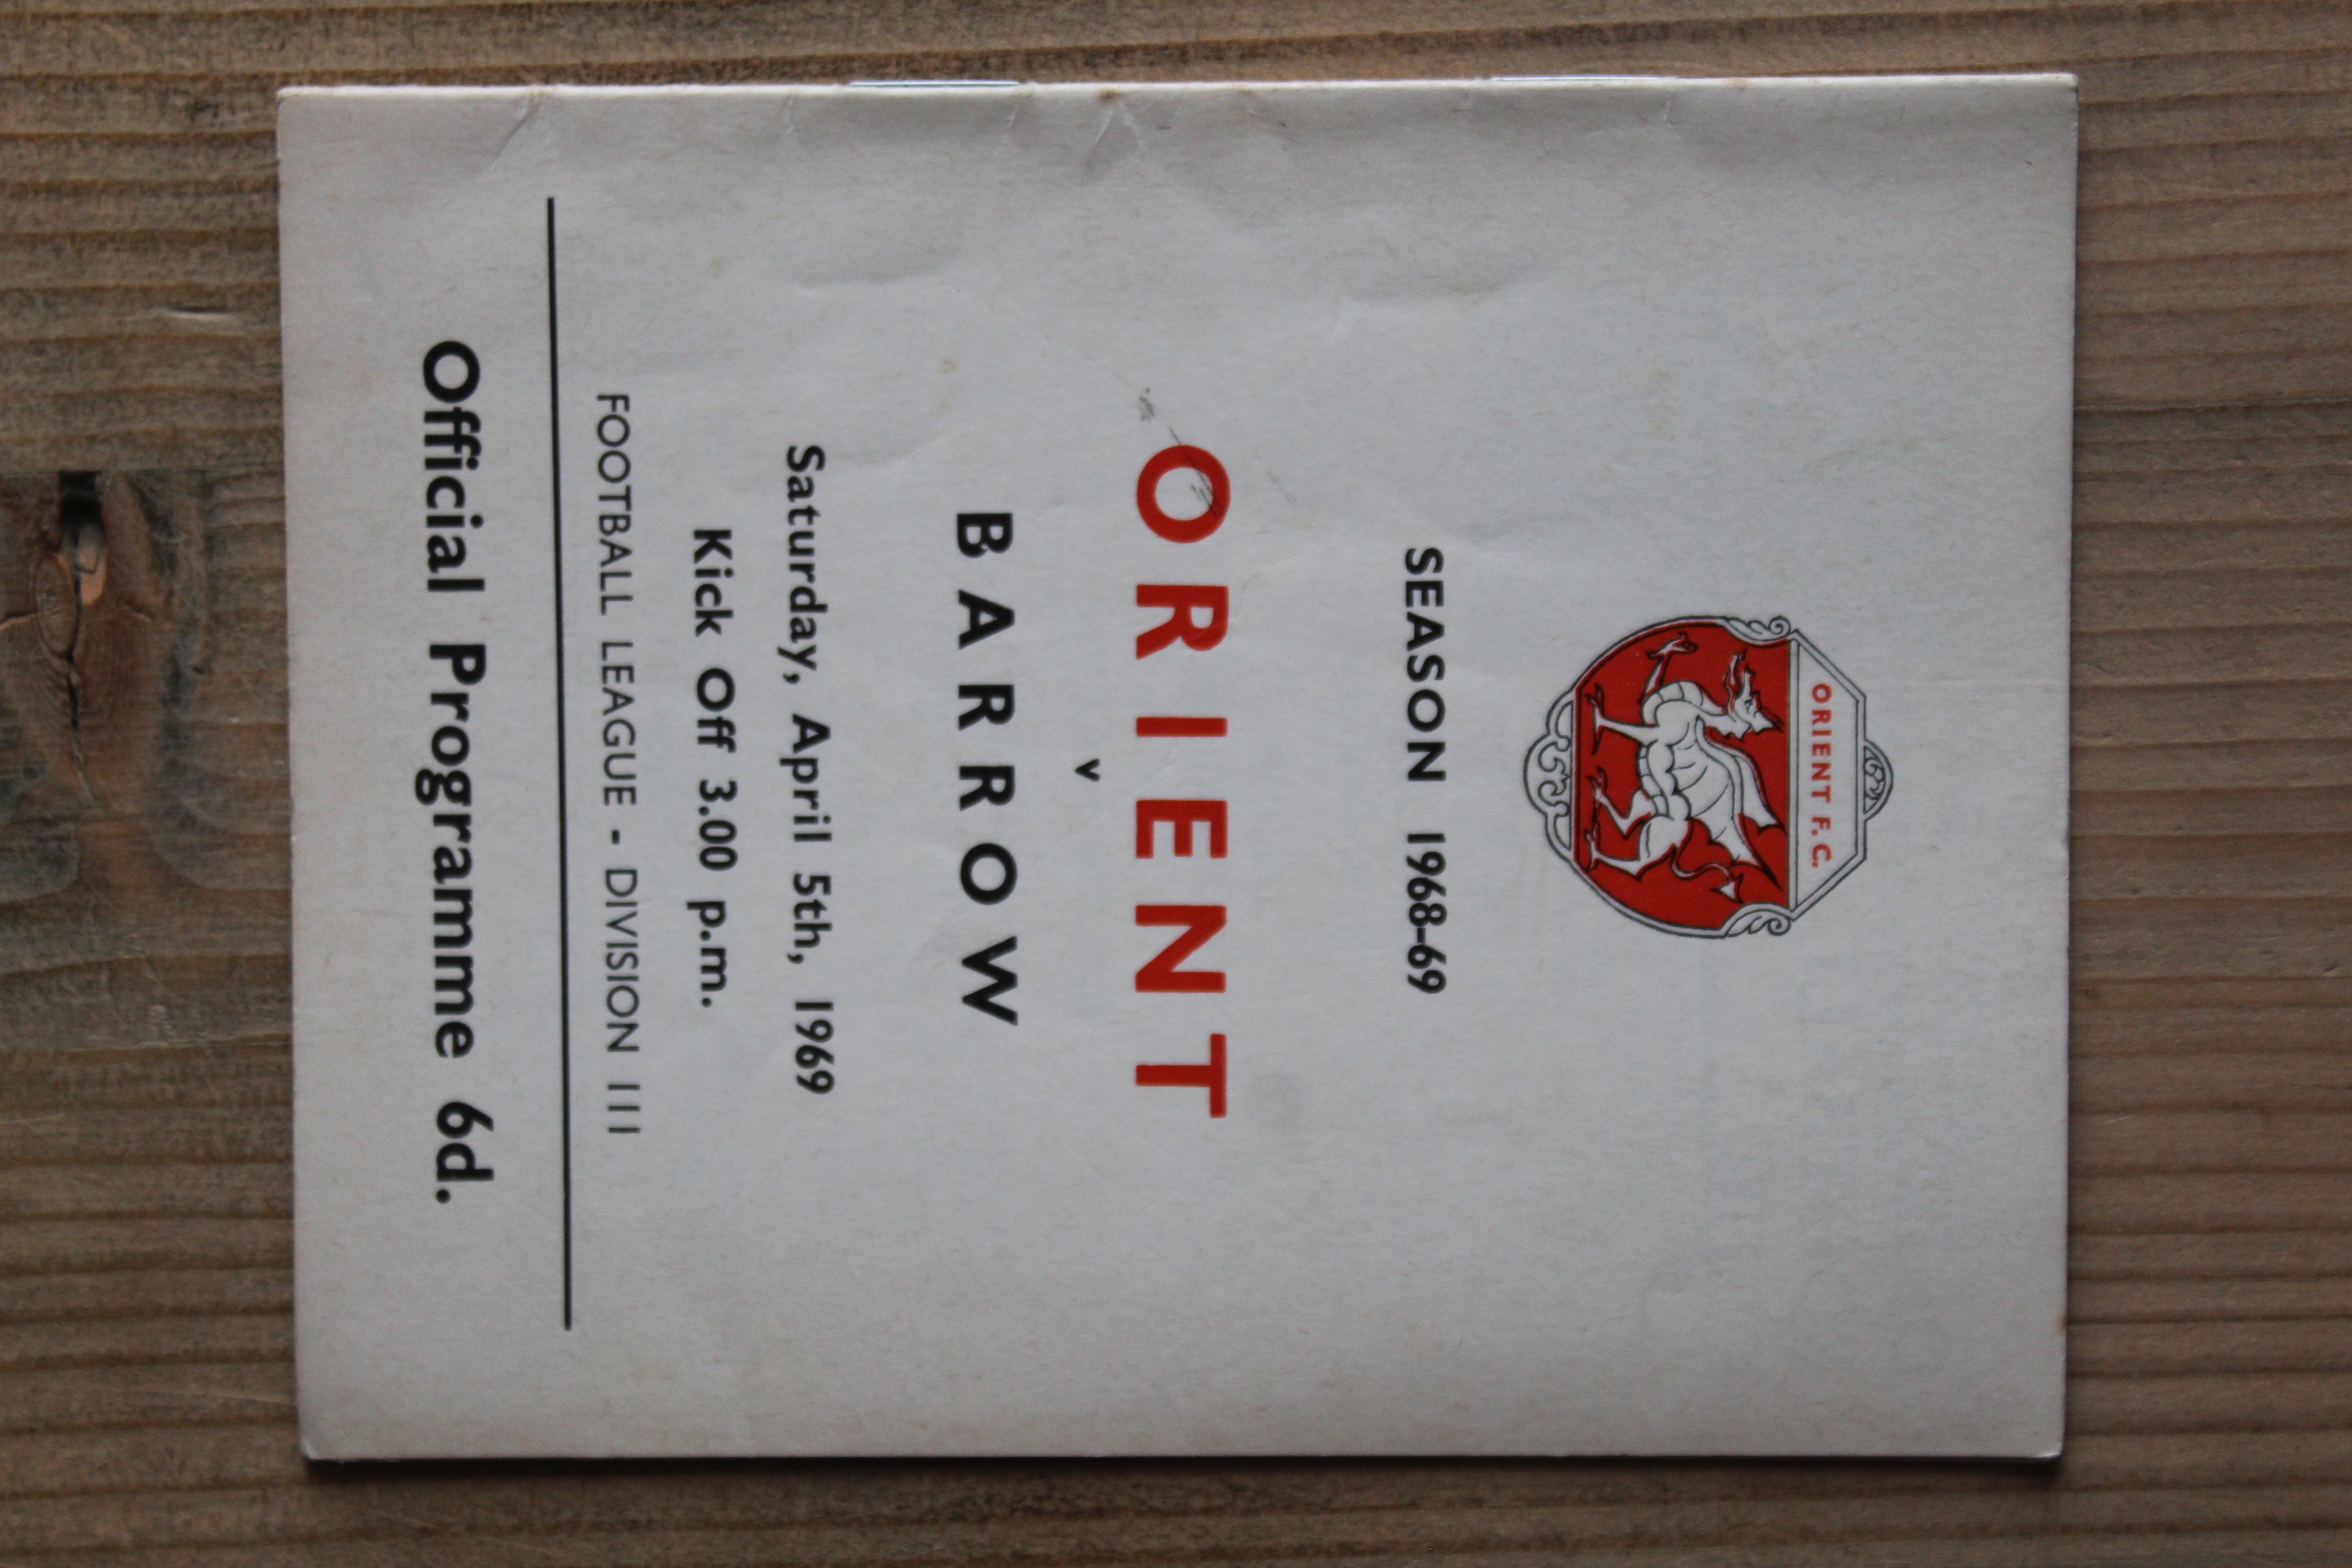 ORIENT F.C.
SEASON 1968-69
ORIENT
v
BARROW
Saturday, April 5th, 1969
Kick Off 3.00 p.m.
FOOTBALL LEAGUE - DIVISION III
Official Programme 6d.